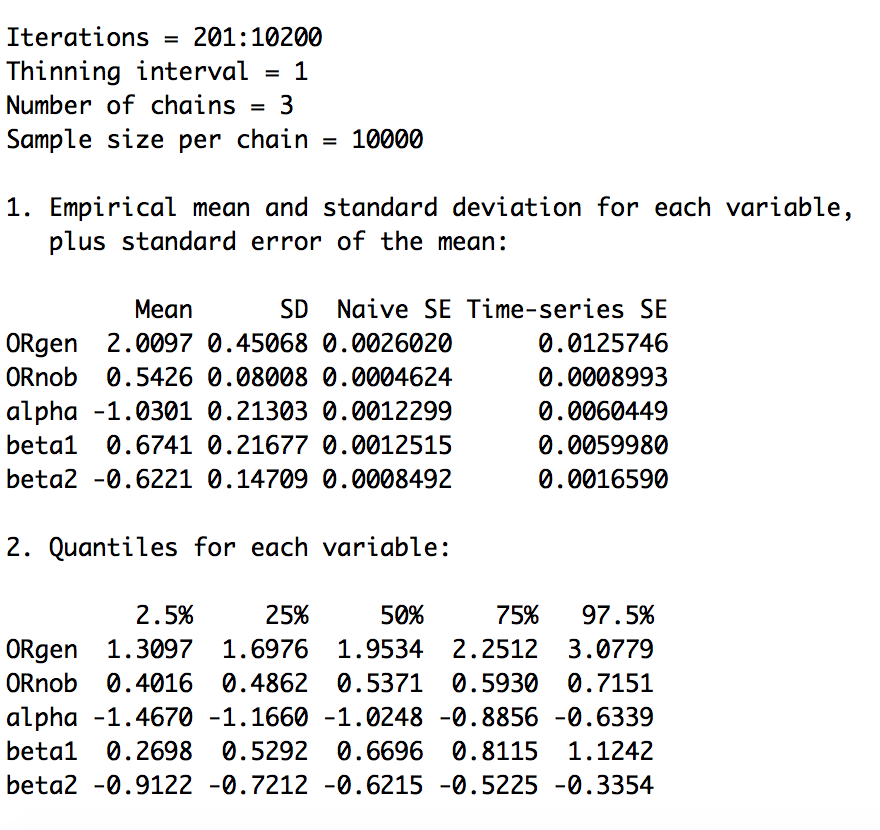 Iterations = 201:10200
Thinning interval = 1
Number of chains = 3
Sample size per chain = 10000
1. Empirical mean and standard deviation for each variable,
plus standard error of the mean:
Mean SD Naive SE Time-series SE
ORgen 2.0097 0.45068 0.0026020 0.0125746
ORnob 0.5426 0.08008 0.0004624 0.0008993
alpha -1.0301 0.21303 0.0012299 0.0060449
beta1 0.6741 0.21677 0.0012515 0.0059980
beta2 -0.6221 0.14709 0.0008492 0.0016590
2. Quantiles for each variable:
2.5% 25% 50% 75% 97.5%
ORgen 1.3097 1.6976 1.9534 2.2512 3.0779
ORnob 0.4016 0.4862 0.5371 0.5930 0.7151
alpha -1.4670 -1.1660 -1.0248 -0.8856 -0.6339
beta1 0.2698 0.5292 0.6696 0.8115 1.1242
beta2 -0.9122 -0.7212 -0.6215 -0.5225 -0.3354